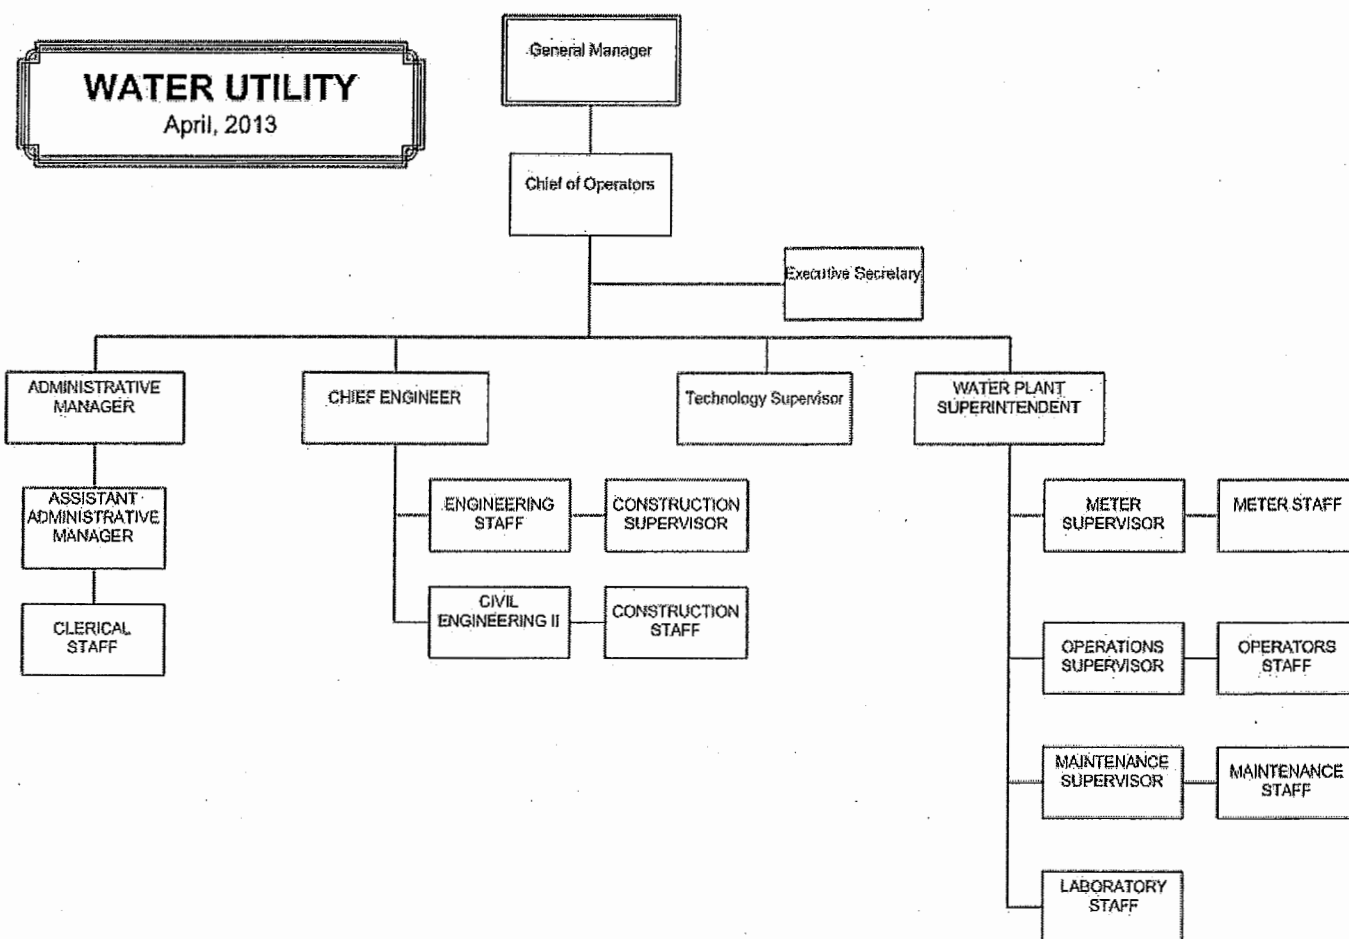 WATER UTILITY
April, 2013
General Manager
Chief of Operators
Executive Secretary
ADMINISTRATIVE
MANAGER
CHIEF ENGINEER
Technology Supervisor
WATER PLANT
SUPERINTENDENT
ASSISTANT
ADMINISTRATIVE
MANAGER
CLERICAL
STAFF
ENGINEERING
STAFF
CONSTRUCTION
SUPERVISOR
CIVIL
ENGINEERING II
CONSTRUCTION
STAFF
METER
SUPERVISOR
METER STAFF
OPERATIONS
SUPERVISOR
OPERATORS
STAFF
MAINTENANCE
SUPERVISOR
MAINTENANCE
STAFF
LABORATORY
STAFF